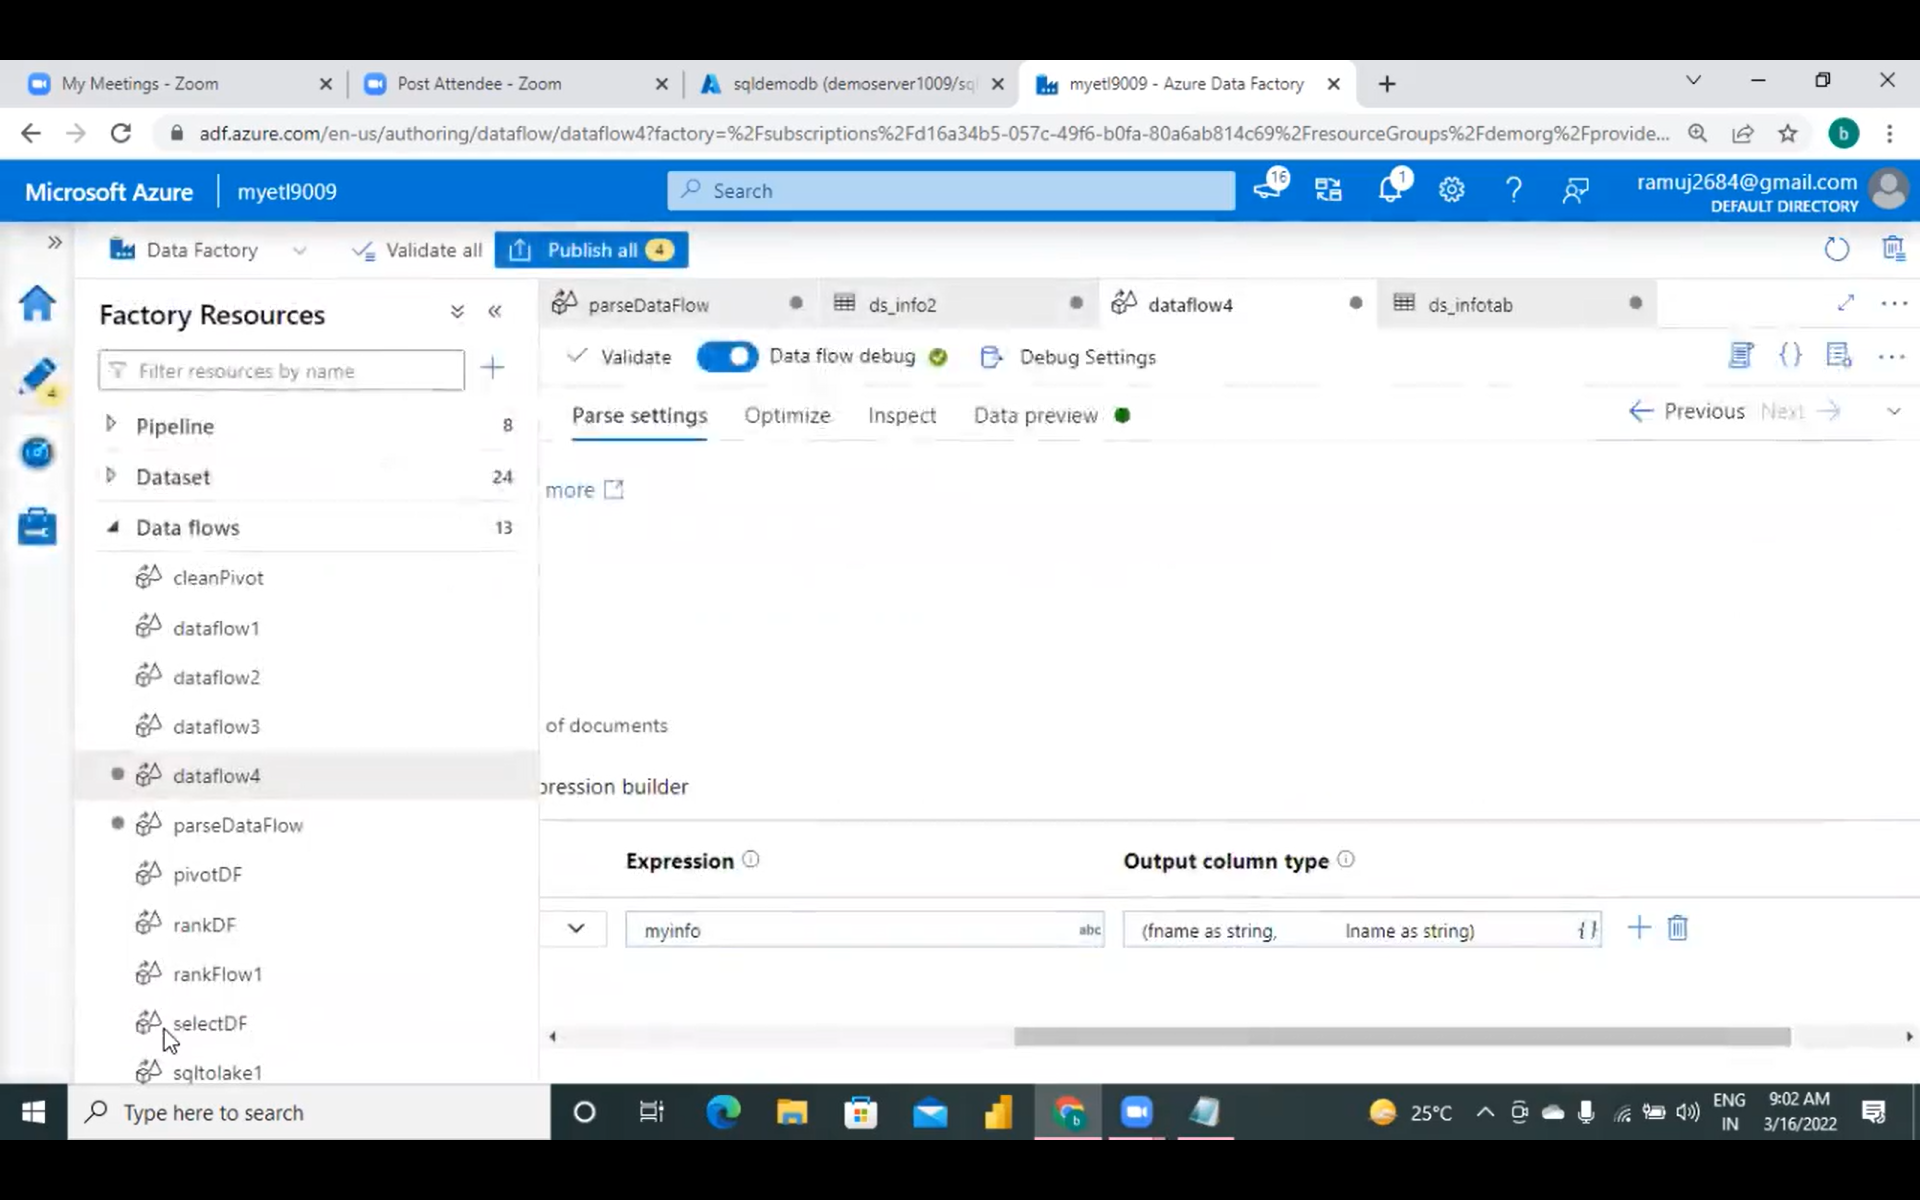 My Meetings - Zoom
Post Attendee - Zoom
sqldemodb (demoserver1009/sq
myetl9009 - Azure Data Factory
adf.azure.com/en-us/authoring/dataflow/dataflow4?factory=%2Fsubscriptions%2Fd16a34b5-057c-49f6-b0fa-80a6ab814c69%2FresourceGroups%2Fdemorg%2Fprovide...
b
Microsoft Azure
myetl9009
Search
16
1
ramuj2684@gmail.com
DEFAULT DIRECTORY
Data Factory
Validate all
Publish all 4
Factory Resources
parseDataFlow
ds_info2
dataflow4
ds_infotab
Filter resources by name
Validate
Data flow debug
Debug Settings
4
Pipeline 8
Parse settings
Optimize
Inspect
Data preview
Previous
Next
Dataset 24
more
Data flows 13
cleanPivot
dataflow1
dataflow2
dataflow3
of documents
dataflow4
pression builder
parseDataFlow
Expression
Output column type
pivotDF
rankDF
myinfo
abc
(fname as string, lname as string)
{}
rankFlow1
selectDF
sqltolake1
Type here to search
25°C
ENG
IN
9:02 AM
3/16/2022